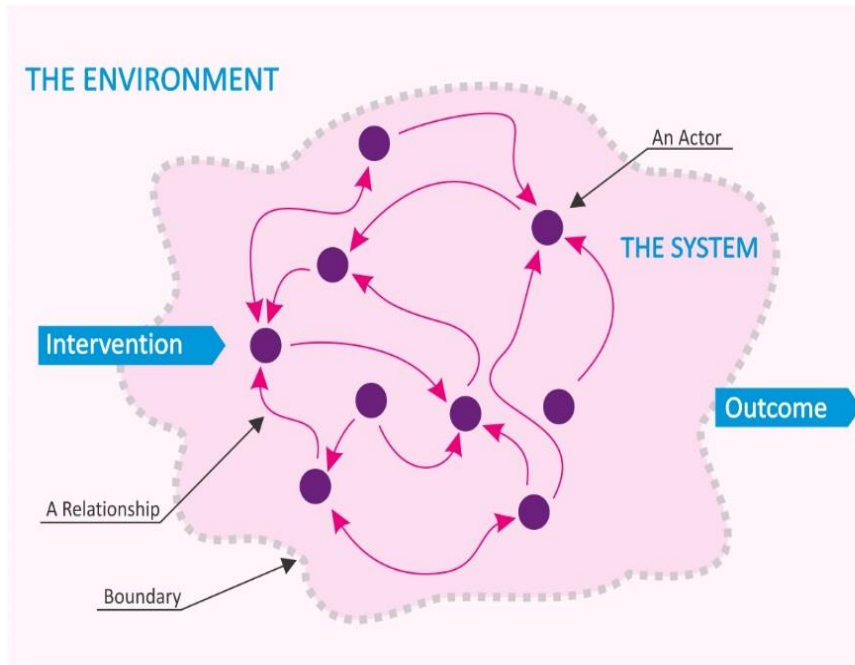 THE ENVIRONMENT
An Actor
THE SYSTEM
Intervention
Outcome
A Relationship
Boundary